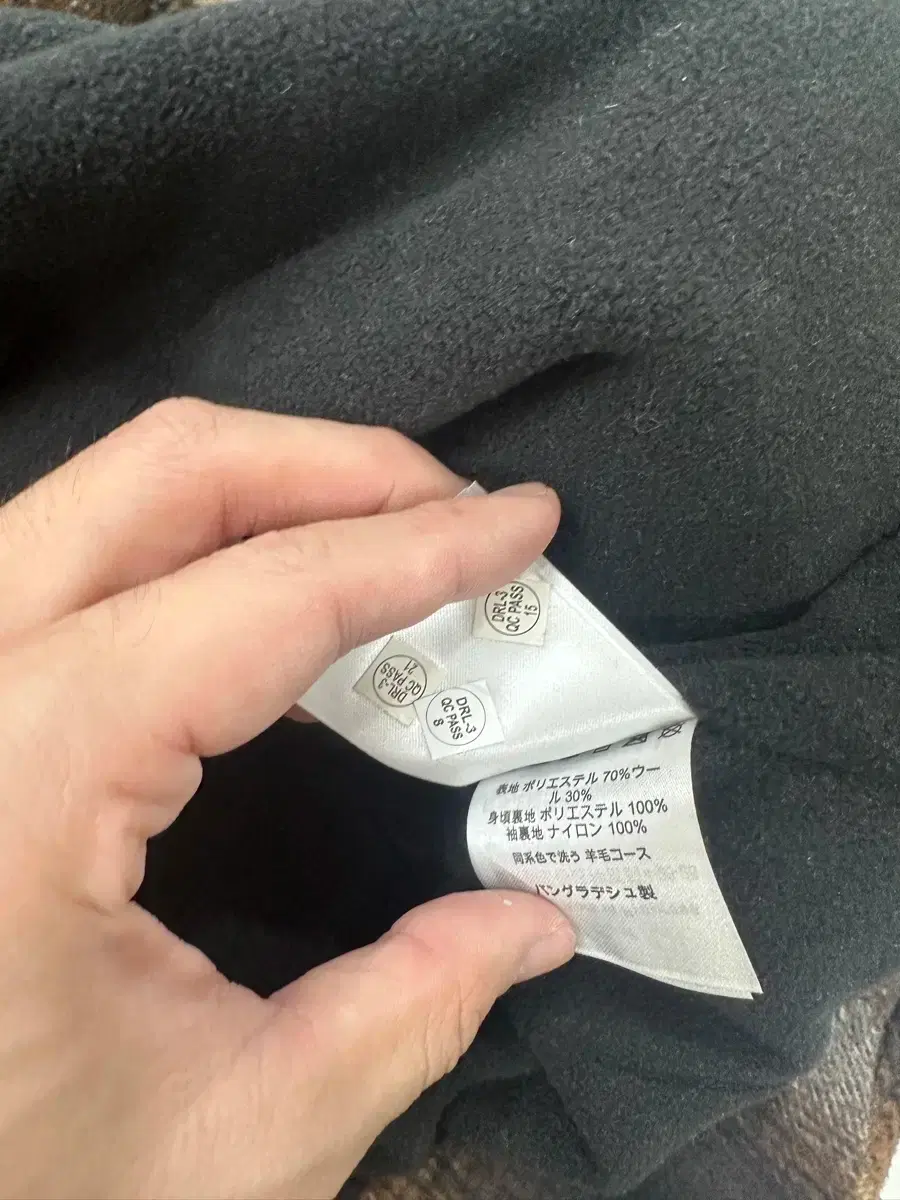 DRL-3
QC PASS
15
DRL-3
QC PASS
21
DRL-3
QC PASS
8
表地 ポリエステル 70%ウー
ル 30%
身頃裏地 ポリエステル 100%
袖裏地 ナイロン 100%
同系色で洗う 羊毛コース
バングラデシュ製